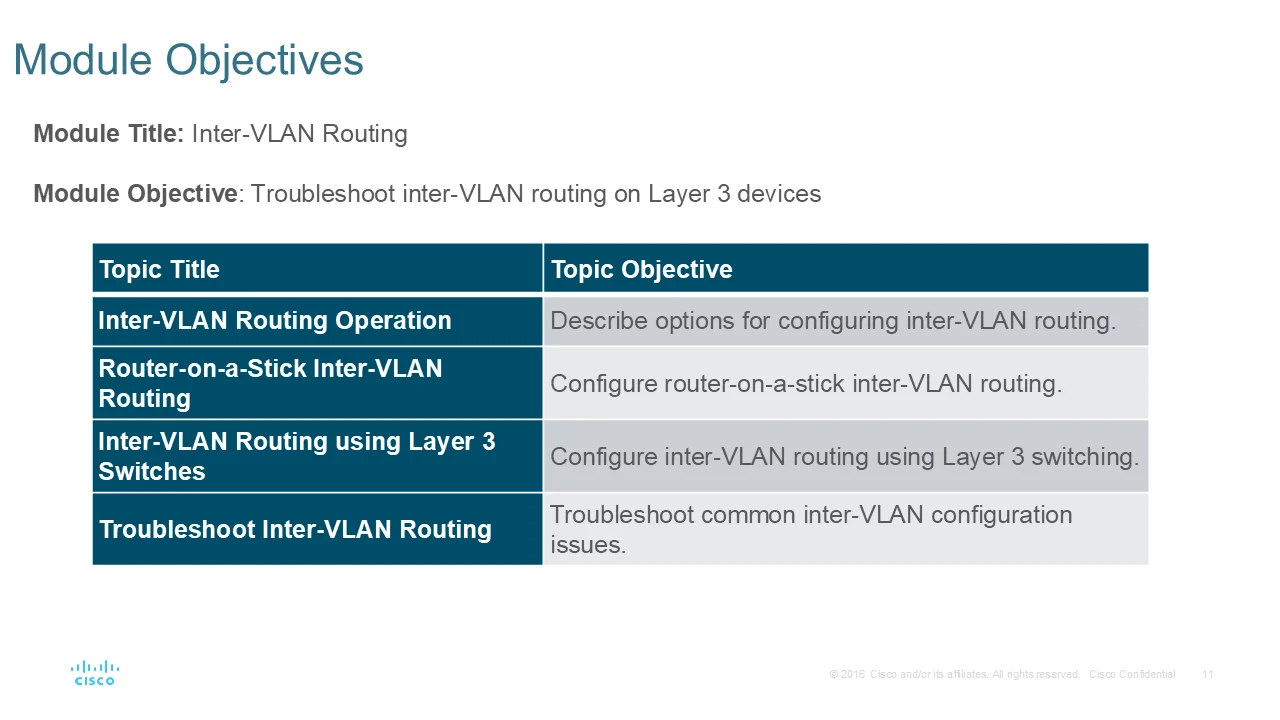 Module Objectives
Module Title: Inter-VLAN Routing
Module Objective: Troubleshoot inter-VLAN routing on Layer 3 devices
Topic Title
Topic Objective
Inter-VLAN Routing Operation
Describe options for configuring inter-VLAN routing.
Router-on-a-Stick Inter-VLAN
Routing
Configure router-on-a-stick inter-VLAN routing.
Inter-VLAN Routing using Layer 3
Switches
Configure inter-VLAN routing using Layer 3 switching.
Troubleshoot Inter-VLAN Routing
Troubleshoot common inter-VLAN configuration
issues.
CISCO
© 2016 Cisco and/or its affiliates. All rights reserved. Cisco Confidential
11